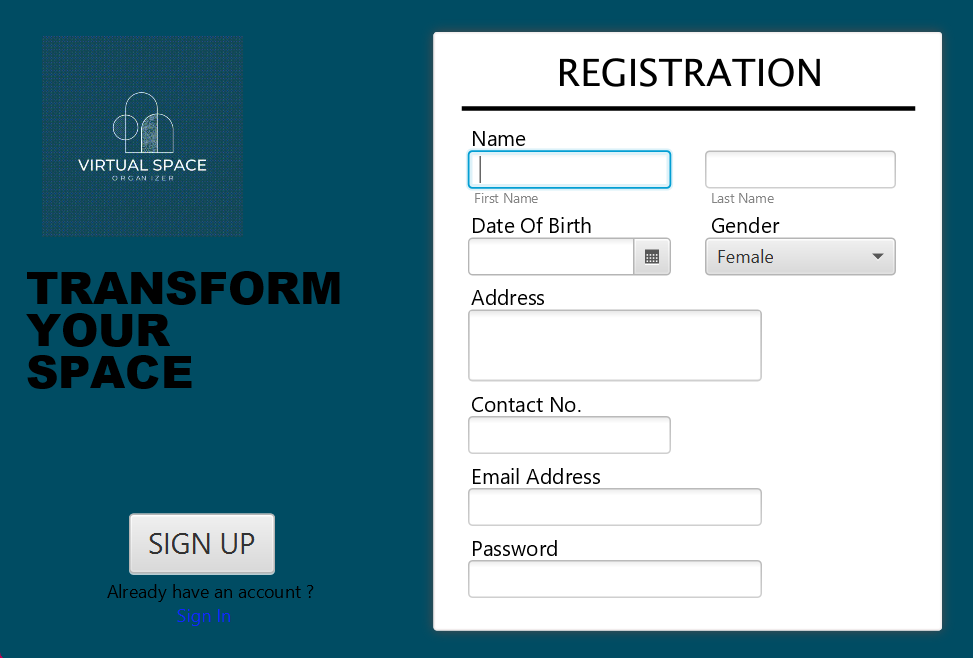 VIRTUAL SPACE
ORGANIZER
TRANSFORM
YOUR
SPACE
SIGN UP
Already have an account ?
Sign In
REGISTRATION
Name
First Name
Last Name
Date Of Birth
Gender
Female
Address
Contact No.
Email Address
Password